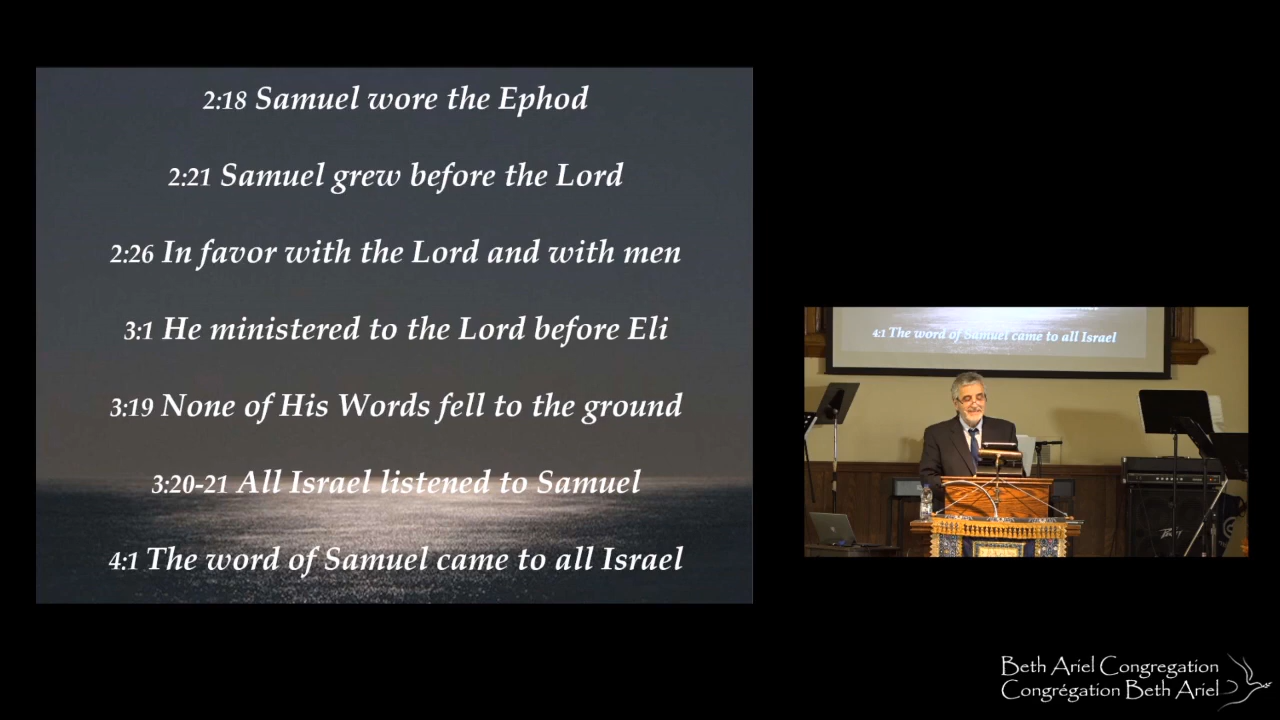 2:18 Samuel wore the Ephod
2:21 Samuel grew before the Lord
2:26 In favor with the Lord and with men
3:1 He ministered to the Lord before Eli
3:19 None of His Words fell to the ground
3:20-21 All Israel listened to Samuel
4:1 The word of Samuel came to all Israel
4:1 The word of Samuel came to all Israel
PEAVEY
Beth Ariel Congregation
Congrégation Beth Ariel